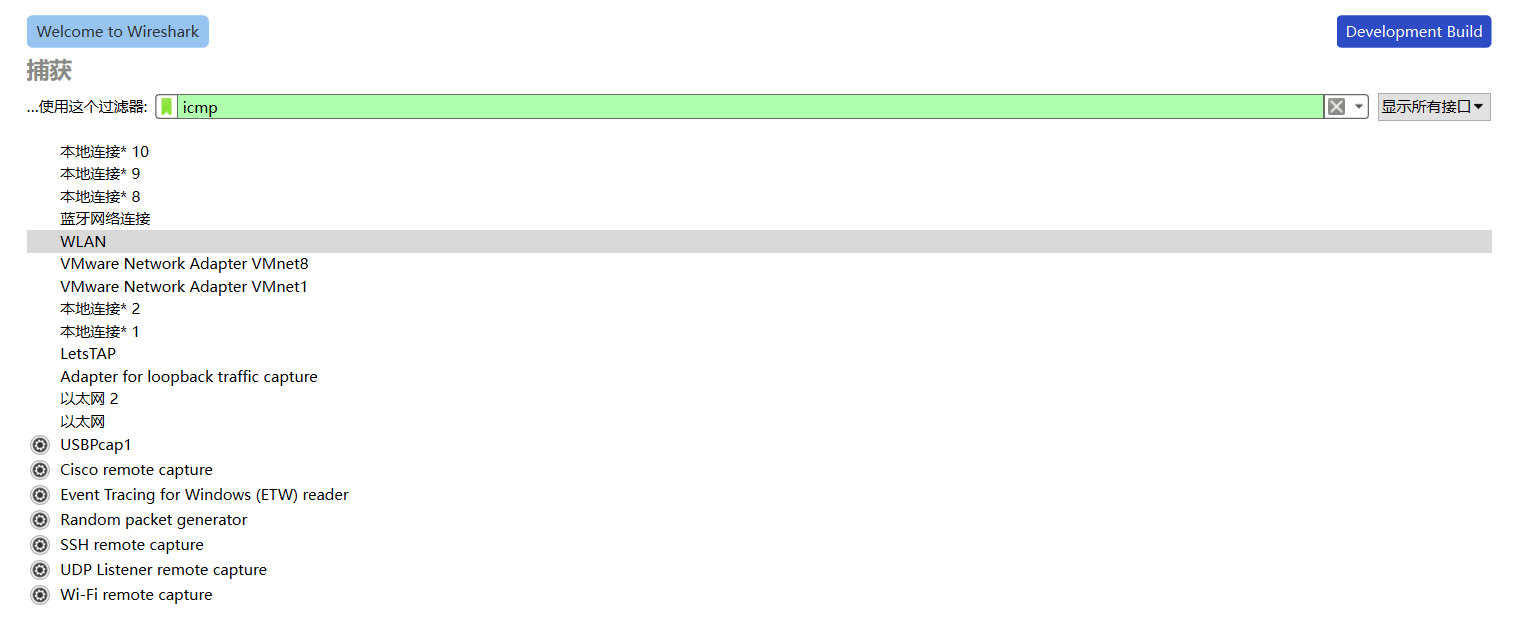 Welcome to Wireshark
Development Build
捕获
…使用这个过滤器: icmp 显示所有接口
本地连接* 10
本地连接* 9
本地连接* 8
蓝牙网络连接
WLAN
VMware Network Adapter VMnet8
VMware Network Adapter VMnet1
本地连接* 2
本地连接* 1
LetsTAP
Adapter for loopback traffic capture
以太网 2
以太网
USBPcap1
Cisco remote capture
Event Tracing for Windows (ETW) reader
Random packet generator
SSH remote capture
UDP Listener remote capture
Wi-Fi remote capture